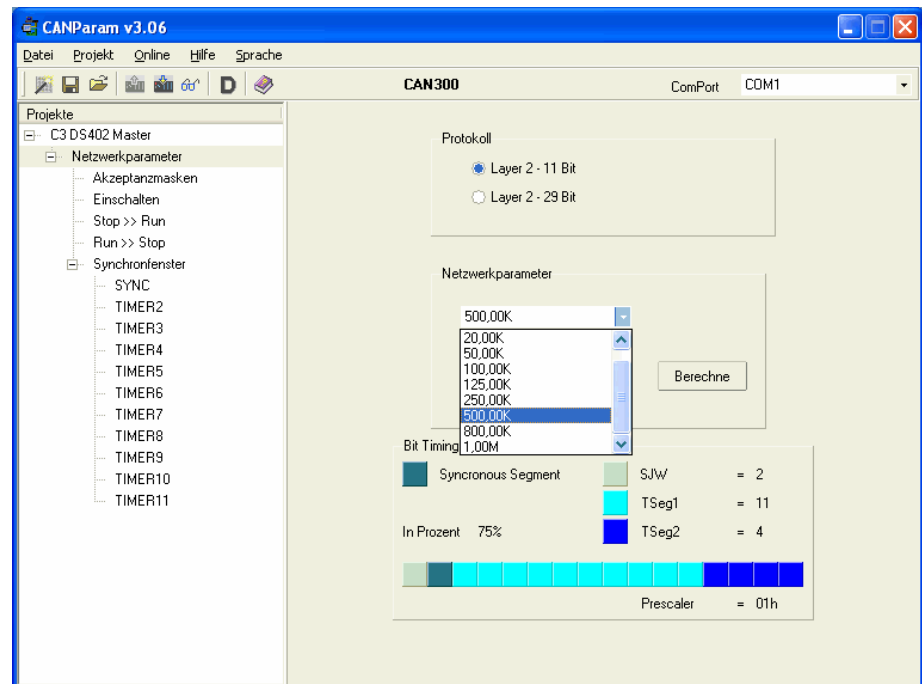 CANParam v3.06
Datei Projekt Online Hilfe Sprache
D CAN300 ComPort COM1
Projekte
C3 DS402 Master
Netzwerkparameter
Akzeptanzmasken
Einschalten
Stop >> Run
Run >> Stop
Synchronfenster
SYNC
TIMER2
TIMER3
TIMER4
TIMER5
TIMER6
TIMER7
TIMER8
TIMER9
TIMER10
TIMER11
Protokoll
Layer 2 - 11 Bit
Layer 2 - 29 Bit
Netzwerkparameter
500,00K
20,00K
50,00K
100,00K
125,00K
250,00K
500,00K
800,00K
1,00M
Berechne
Bit Timing
Syncronous Segment SJW = 2
TSeg1 = 11
In Prozent 75% TSeg2 = 4
Prescaler = 01h